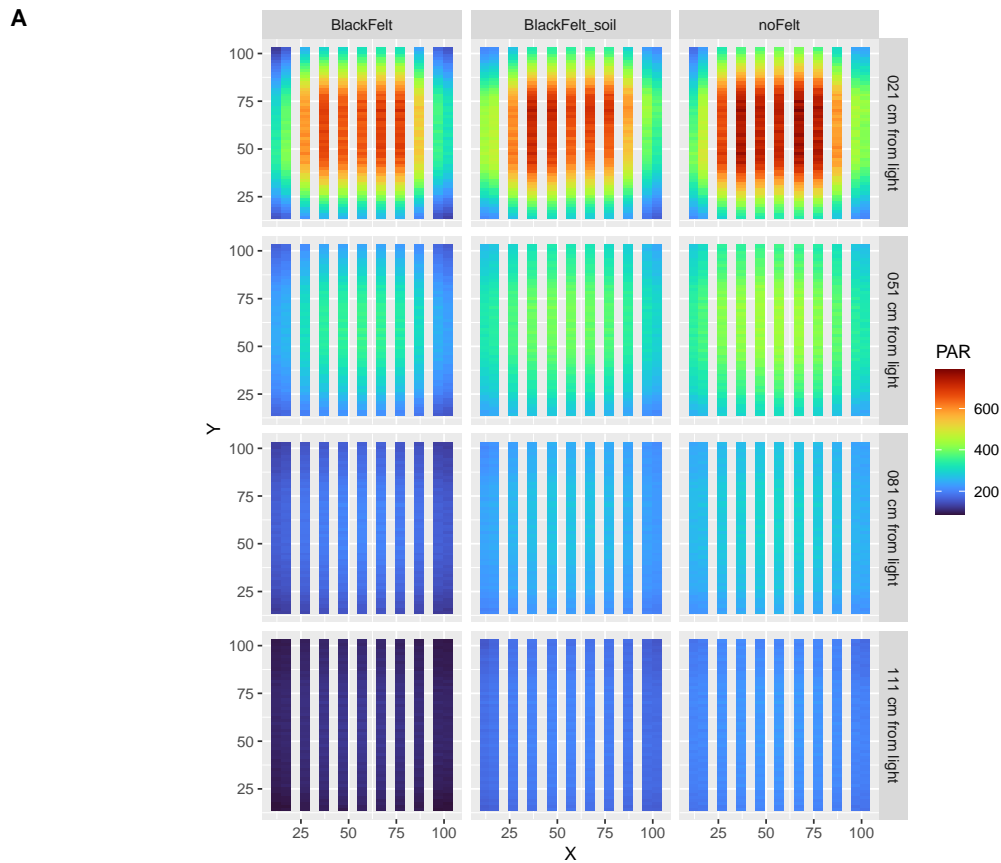 A
BlackFelt BlackFelt_soil noFelt
100
75
50
25
021 cm from light
100
75
50
25
051 cm from light
100
75
50
25
081 cm from light
100
75
50
25
111 cm from light
Y
25 50 75 100 25 50 75 100 25 50 75 100
X
PAR
600
400
200